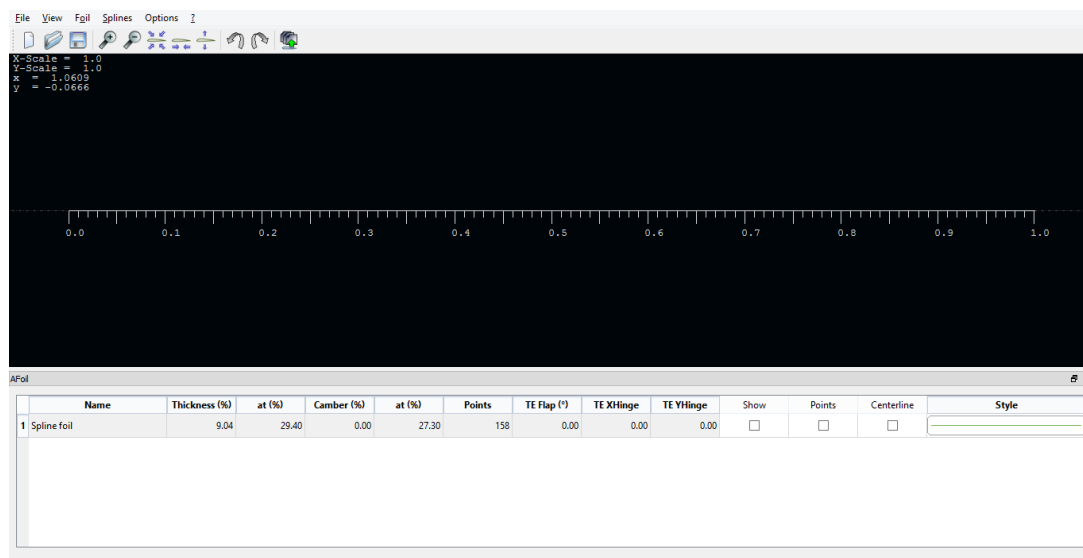 File View Foil Splines Options ?
X-Scale = 1.0
Y-Scale = 1.0
x = 1.0609
y = -0.0666
0.0 0.1 0.2 0.3 0.4 0.5 0.6 0.7 0.8 0.9 1.0
AFoil
Name Thickness (%) at (%) Camber (%) at (%) Points TE Flap (°) TE XHinge TE YHinge Show Points Centerline Style
1 Spline foil 9.04 29.40 0.00 27.30 158 0.00 0.00 0.00